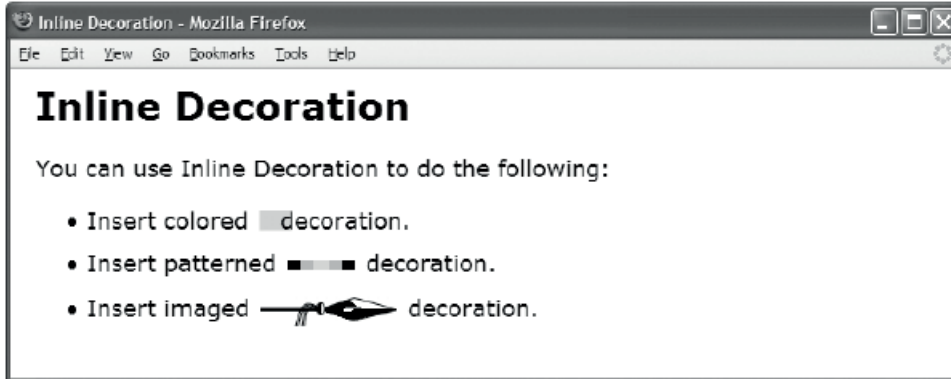 Inline Decoration - Mozilla Firefox
File Edit View Go Bookmarks Tools Help
Inline Decoration
You can use Inline Decoration to do the following:
• Insert colored decoration.
• Insert patterned decoration.
• Insert imaged decoration.